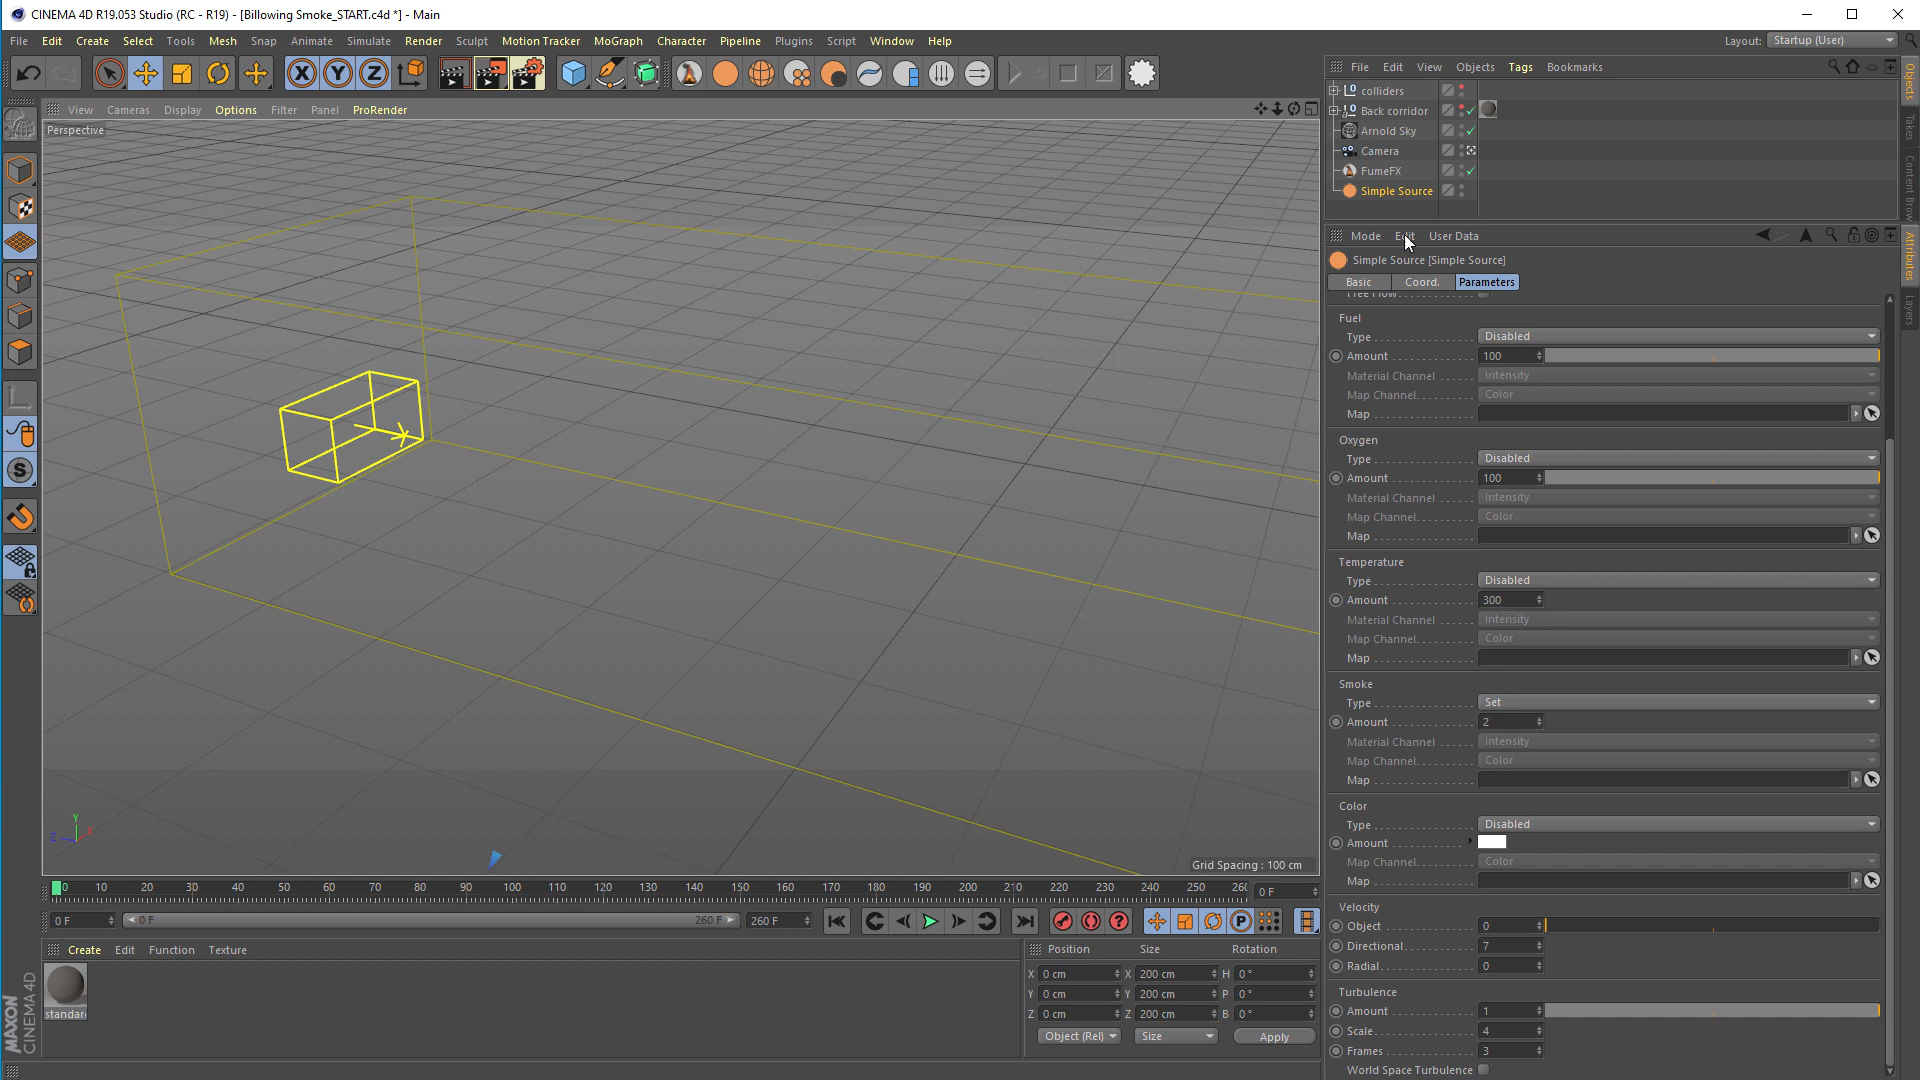 CINEMA 4D R19.053 Studio (RC - R19) - [Billowing Smoke_START.c4d *] - Main
File Edit Create Select Tools Mesh Snap Animate Simulate Render Sculpt Motion Tracker MoGraph Character Pipeline Plugins Script Window Help
Layout: Startup (User)
File Edit View Objects Tags Bookmarks
colliders
Back corridor
Arnold Sky
Camera
FumeFX
Simple Source
Objects
Takes
Content Brow
Attributes
Layers
View Cameras Display Options Filter Panel ProRender
Perspective
Mode Edit User Data
Simple Source [Simple Source]
Basic Coord. Parameters
Fuel
Type Disabled
Amount 100
Material Channel Intensity
Map Channel Color
Map
Oxygen
Type Disabled
Amount 100
Material Channel Intensity
Map Channel Color
Map
Temperature
Type Disabled
Amount 300
Material Channel Intensity
Map Channel Color
Map
Smoke
Type Set
Amount 2
Material Channel Intensity
Map Channel Color
Map
Color
Type Disabled
Amount
Map Channel Color
Map
Velocity
Object 0
Directional 7
Radial 0
Turbulence
Amount 1
Scale 4
Frames 3
World Space Turbulence
Y
Z X
Grid Spacing : 100 cm
0 10 20 30 40 50 60 70 80 90 100 110 120 130 140 150 160 170 180 190 200 210 220 230 240 250 260
0 F
0 F 0 F 260 F 260 F
Create Edit Function Texture
standar
Position Size Rotation
X 0 cm X 200 cm H 0 °
Y 0 cm Y 200 cm P 0 °
Z 0 cm Z 200 cm B 0 °
Object (Rel) Size Apply
MAXON
CINEMA 4D